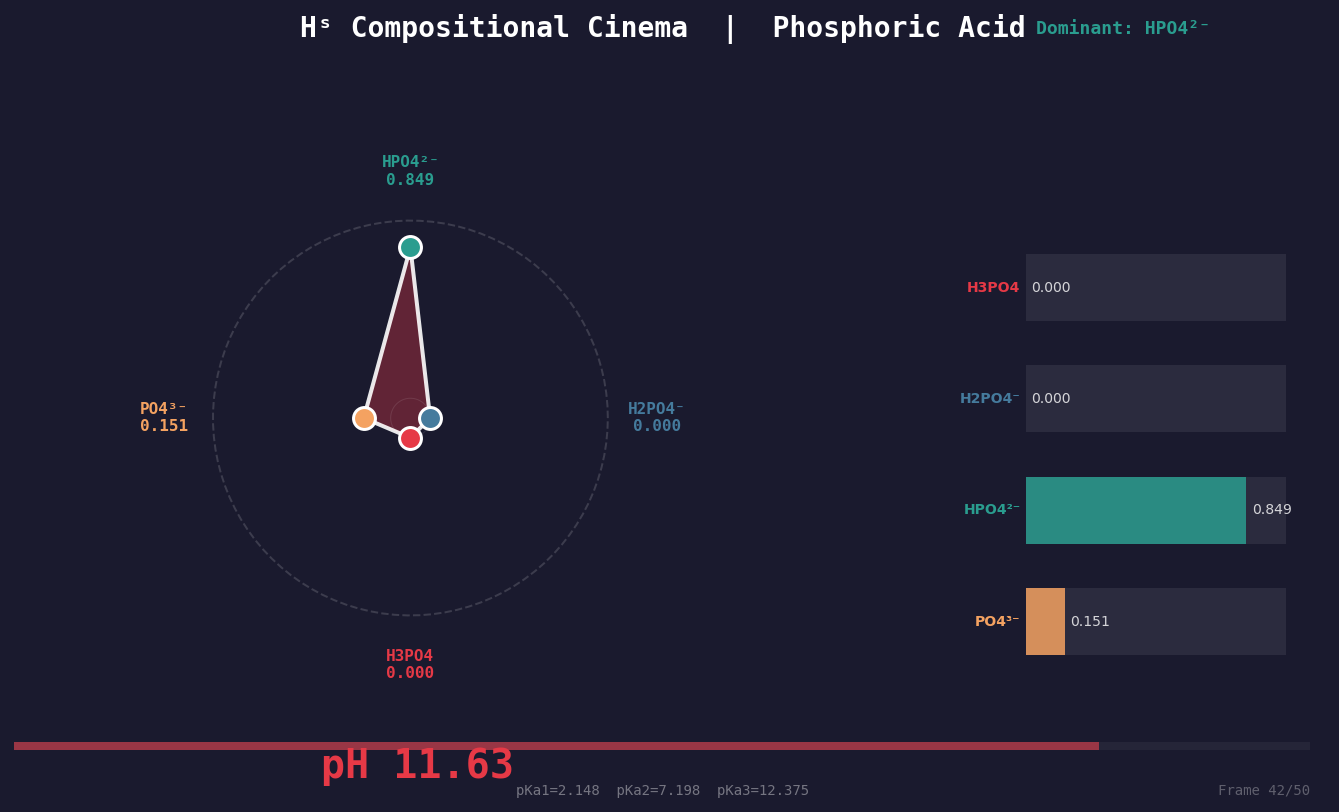 Hˢ Compositional Cinema | Phosphoric Acid
Dominant: HPO4²⁻
HPO4²⁻
0.849
PO4³⁻
0.151
H2PO4⁻
0.000
H3PO4
0.000
H3PO4 0.000
H2PO4⁻ 0.000
HPO4²⁻ 0.849
PO4³⁻ 0.151
pH 11.63
pKa1=2.148 pKa2=7.198 pKa3=12.375
Frame 42/50